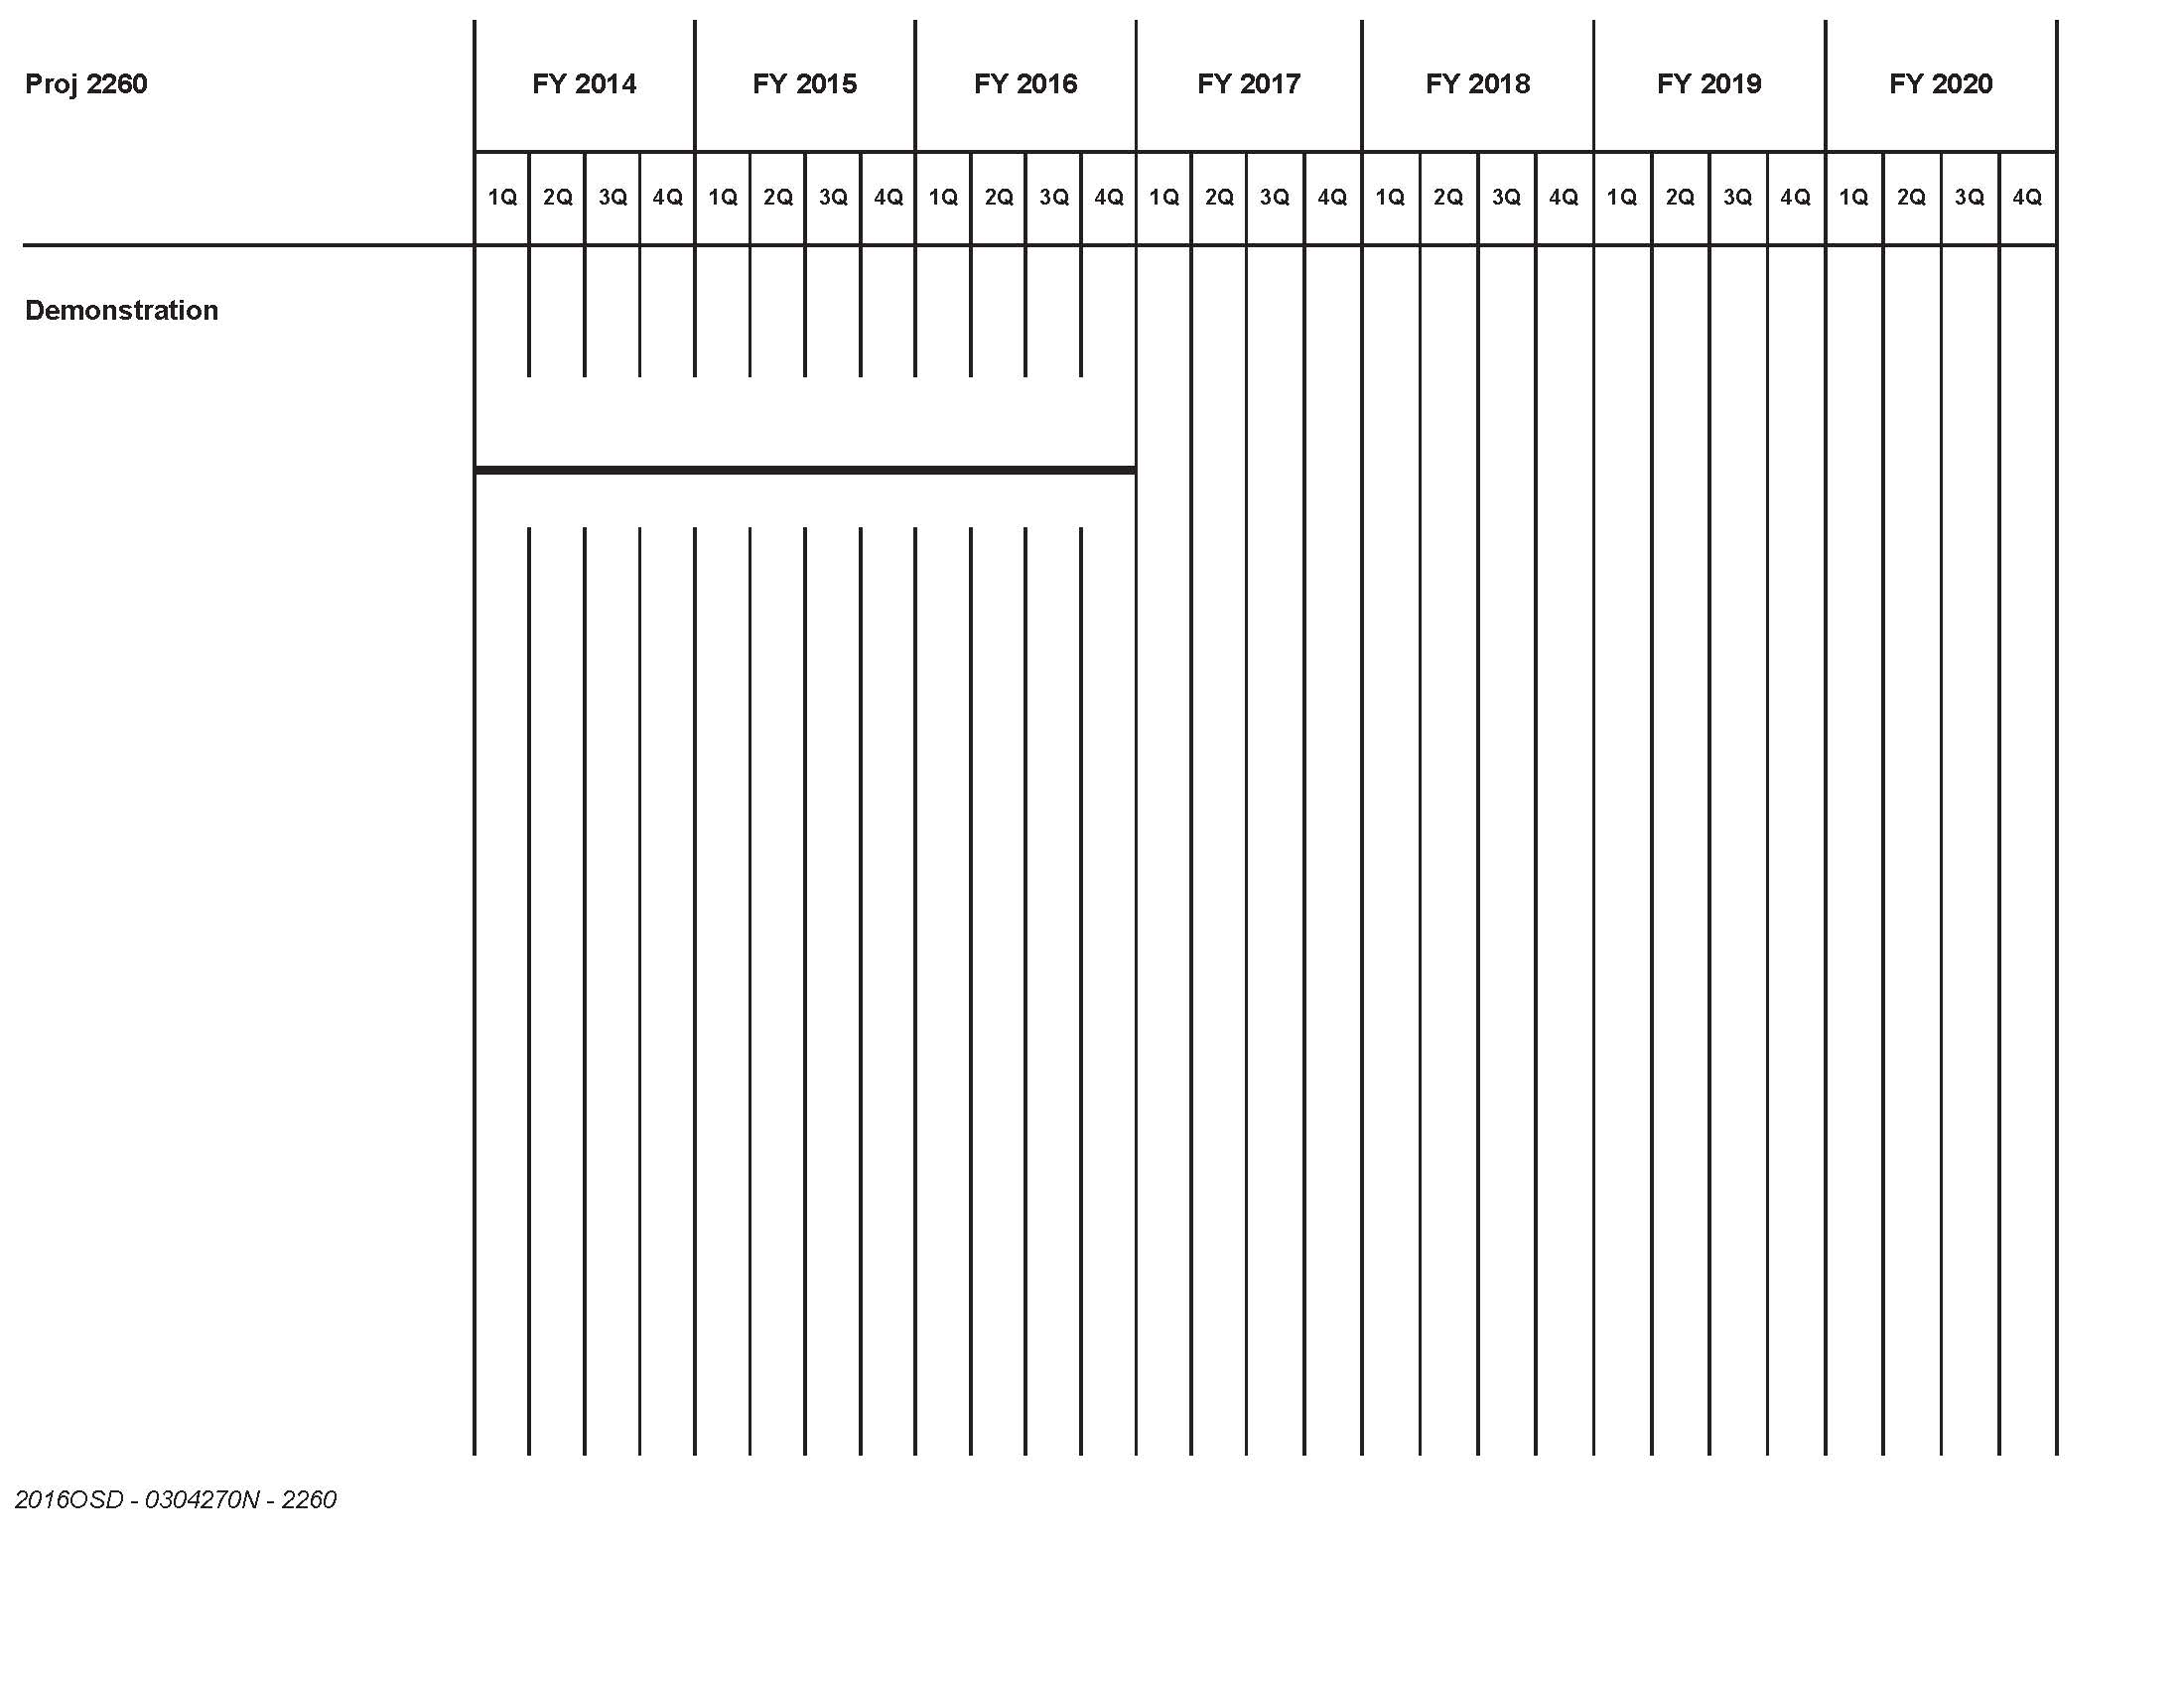 Proj 2260 FY 2014 FY 2015 FY 2016 FY 2017 FY 2018 FY 2019 FY 2020
1Q 2Q 3Q 4Q 1Q 2Q 3Q 4Q 1Q 2Q 3Q 4Q 1Q 2Q 3Q 4Q 1Q 2Q 3Q 4Q 1Q 2Q 3Q 4Q 1Q 2Q 3Q 4Q
Demonstration
2016OSD - 0304270N - 2260